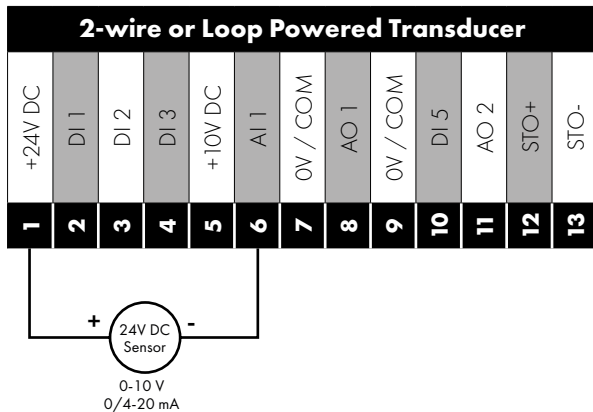 2-wire or Loop Powered Transducer
+24V DC
DI 1
DI 2
DI 3
+10V DC
AI 1
0V / COM
AO 1
0V / COM
DI 5
AO 2
STO+
STO-
1
2
3
4
5
6
7
8
9
10
11
12
13
+
-
24V DC
Sensor
0-10 V
0/4-20 mA